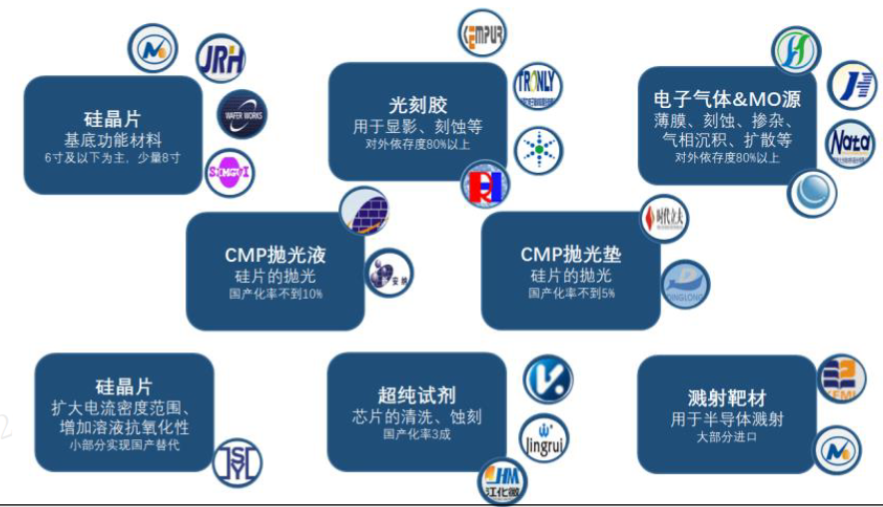 硅晶片
基底功能材料
6寸及以下为主，少量8寸
JRH
WAFER WORKS
光刻胶
用于显影、刻蚀等
对外依存度80%以上
CEMPUR
TRONLY
电子气体&MO源
薄膜、刻蚀、掺杂、
气相沉积、扩散等
对外依存度80%以上
Nata
CMP抛光液
硅片的抛光
国产化率不到10%
CMP抛光垫
硅片的抛光
国产化率不到5%
时代立夫
硅晶片
扩大电流密度范围、
增加溶液抗氧化性
小部分实现国产替代
SYJ
超纯试剂
芯片的清洗、蚀刻
国产化率3成
Jingrui
JHM
江化微
溅射靶材
用于半导体溅射
大部分进口